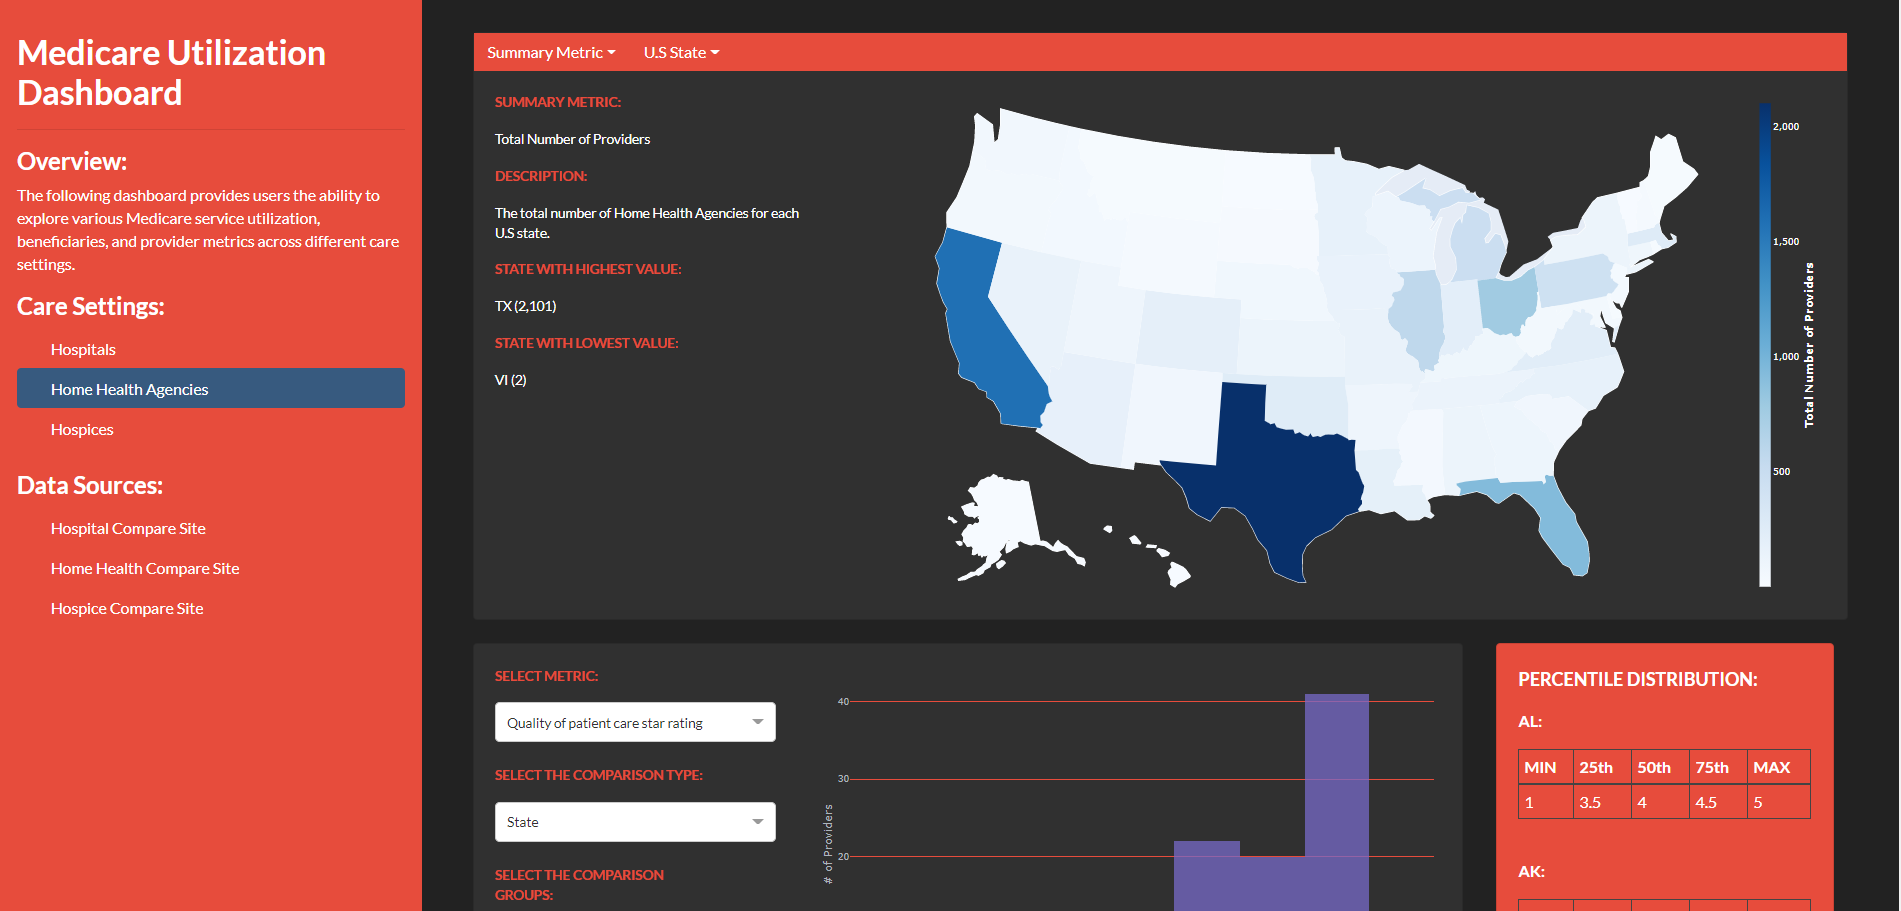 Medicare Utilization
Dashboard
Overview:
The following dashboard provides users the ability to
explore various Medicare service utilization,
beneficiaries, and provider metrics across different care
settings.
Care Settings:
Hospitals
Home Health Agencies
Hospices
Data Sources:
Hospital Compare Site
Home Health Compare Site
Hospice Compare Site
Summary Metric U.S State
SUMMARY METRIC:
Total Number of Providers
DESCRIPTION:
The total number of Home Health Agencies for each
U.S state.
STATE WITH HIGHEST VALUE:
TX (2,101)
STATE WITH LOWEST VALUE:
VI (2)
2,000
1,500
1,000
500
Total Number of Providers
SELECT METRIC:
Quality of patient care star rating
SELECT THE COMPARISON TYPE:
State
SELECT THE COMPARISON
GROUPS:
40
30
20
# of Providers
PERCENTILE DISTRIBUTION:
AL:
MIN 25th 50th 75th MAX
1 3.5 4 4.5 5
AK: